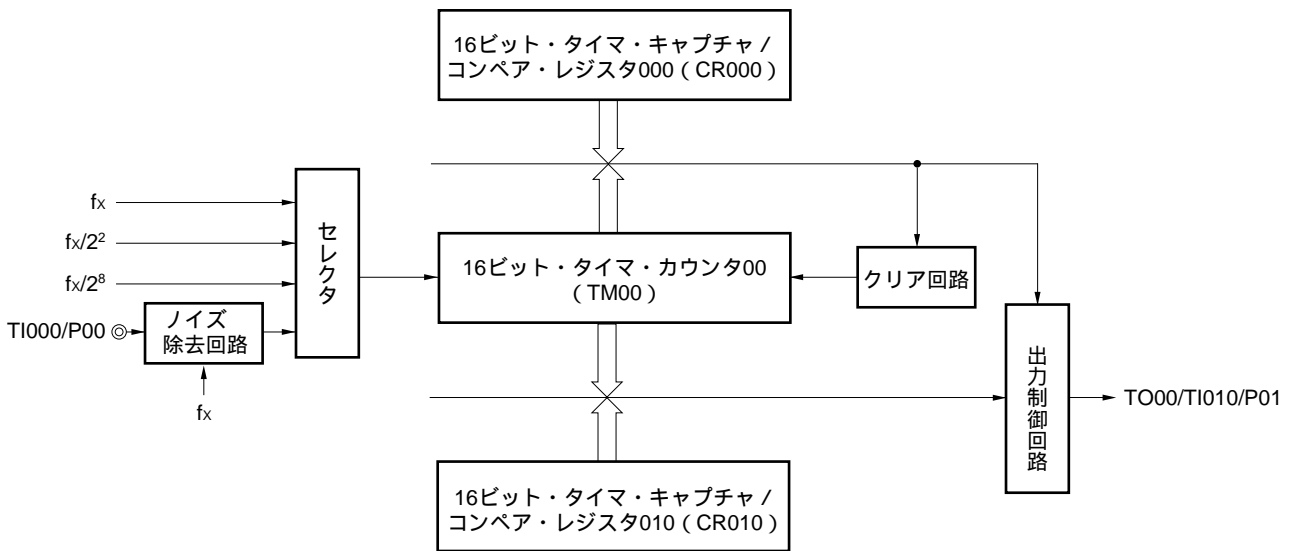 16ビット・タイマ・キャプチャ/
コンペア・レジスタ000(CR000)
fX
fX/2²
fX/2⁸
TI000/P00
ノイズ
除去回路
fX
セレクタ
16ビット・タイマ・カウンタ00
(TM00)
クリア回路
出力制御回路
TO00/TI010/P01
16ビット・タイマ・キャプチャ/
コンペア・レジスタ010(CR010)